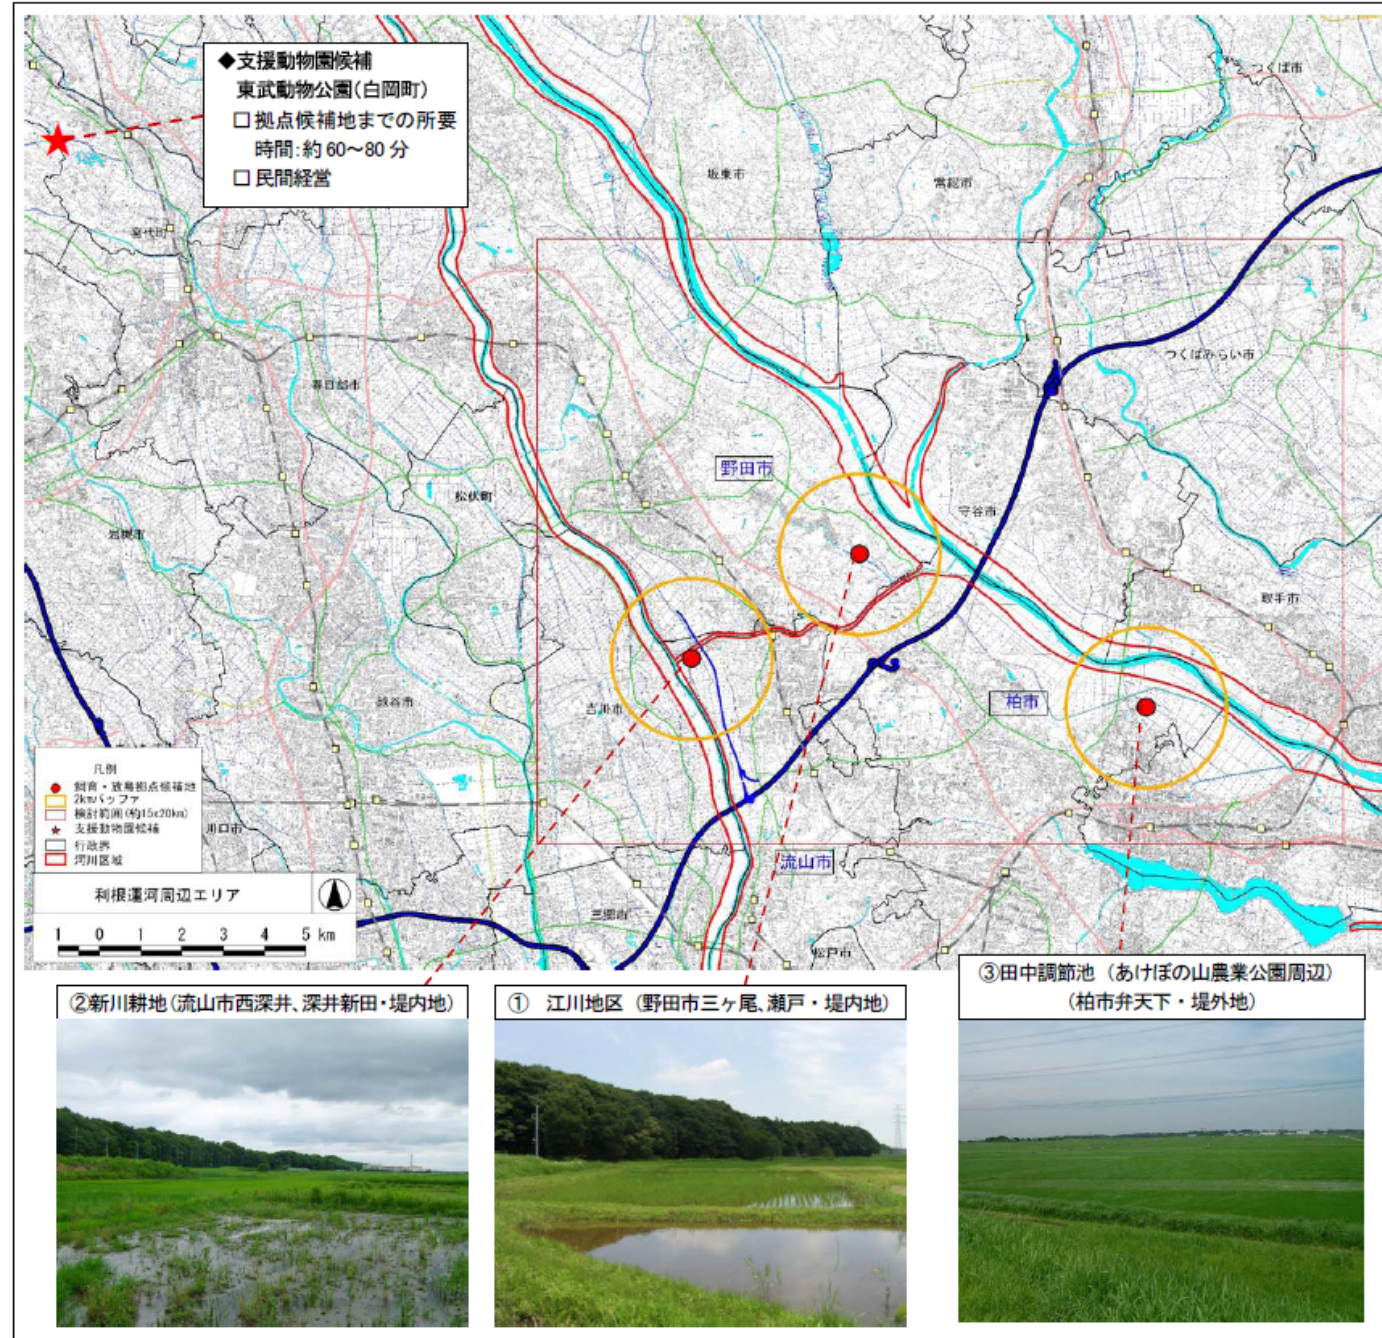 ◆支援動物園候補
東武動物公園(白岡町)
□拠点候補地までの所要
時間:約60～80分
□民間経営
つくば市
坂東市
常総市
宮代町
つくばみらい市
春日部市
野田市
松伏町
守谷市
岩槻市
取手市
越谷市
吉川市
柏市
凡例
飼育・放鳥拠点候補地
2kmバッファ
検討範囲(約15x20km)
支援動物園候補
行政界
河川区域
川口市
流山市
利根運河周辺エリア
1 0 1 2 3 4 5 km
三郷市
松戸市
②新川耕地(流山市西深井、深井新田・堤内地)
① 江川地区 (野田市三ヶ尾、瀬戸・堤内地)
③田中調節池 (あけぼの山農業公園周辺)
(柏市弁天下・堤外地)